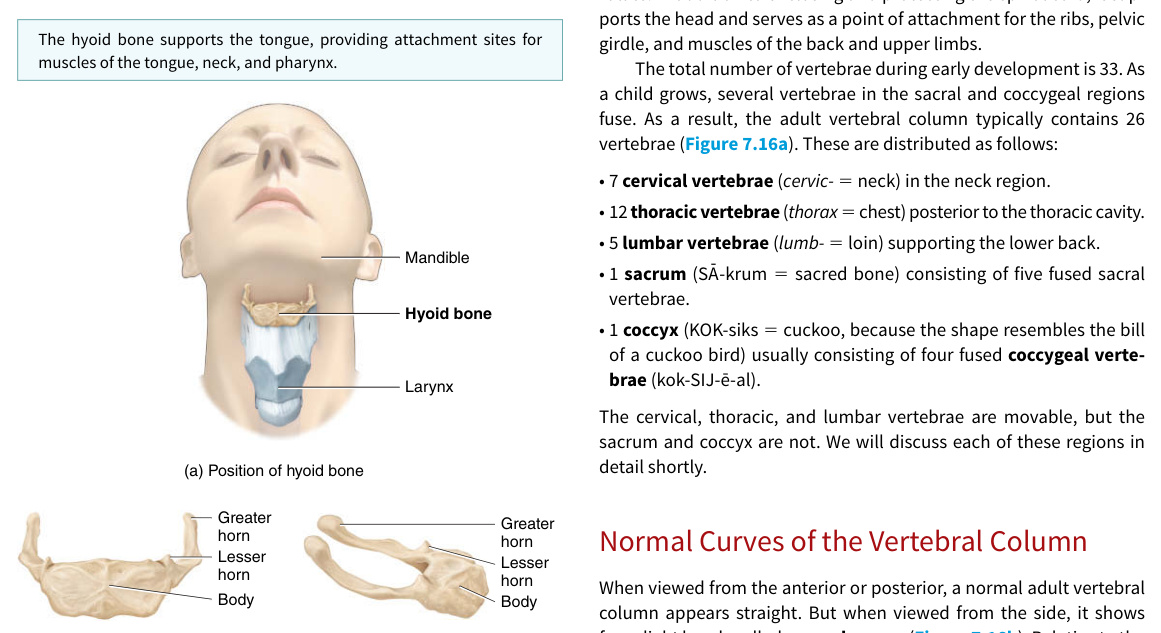 The hyoid bone supports the tongue, providing attachment sites for
muscles of the tongue, neck, and pharynx.
Mandible
Hyoid bone
Larynx
(a) Position of hyoid bone
Greater
horn
Lesser
horn
Body
Greater
horn
Lesser
horn
Body
ports the head and serves as a point of attachment for the ribs, pelvic
girdle, and muscles of the back and upper limbs.
The total number of vertebrae during early development is 33. As
a child grows, several vertebrae in the sacral and coccygeal regions
fuse. As a result, the adult vertebral column typically contains 26
vertebrae (Figure 7.16a). These are distributed as follows:
• 7 cervical vertebrae (cervic- = neck) in the neck region.
• 12 thoracic vertebrae (thorax = chest) posterior to the thoracic cavity.
• 5 lumbar vertebrae (lumb- = loin) supporting the lower back.
• 1 sacrum (SĀ-krum = sacred bone) consisting of five fused sacral
vertebrae.
• 1 coccyx (KOK-siks = cuckoo, because the shape resembles the bill
of a cuckoo bird) usually consisting of four fused coccygeal verte-
brae (kok-SIJ-ē-al).
The cervical, thoracic, and lumbar vertebrae are movable, but the
sacrum and coccyx are not. We will discuss each of these regions in
detail shortly.
Normal Curves of the Vertebral Column
When viewed from the anterior or posterior, a normal adult vertebral
column appears straight. But when viewed from the side, it shows